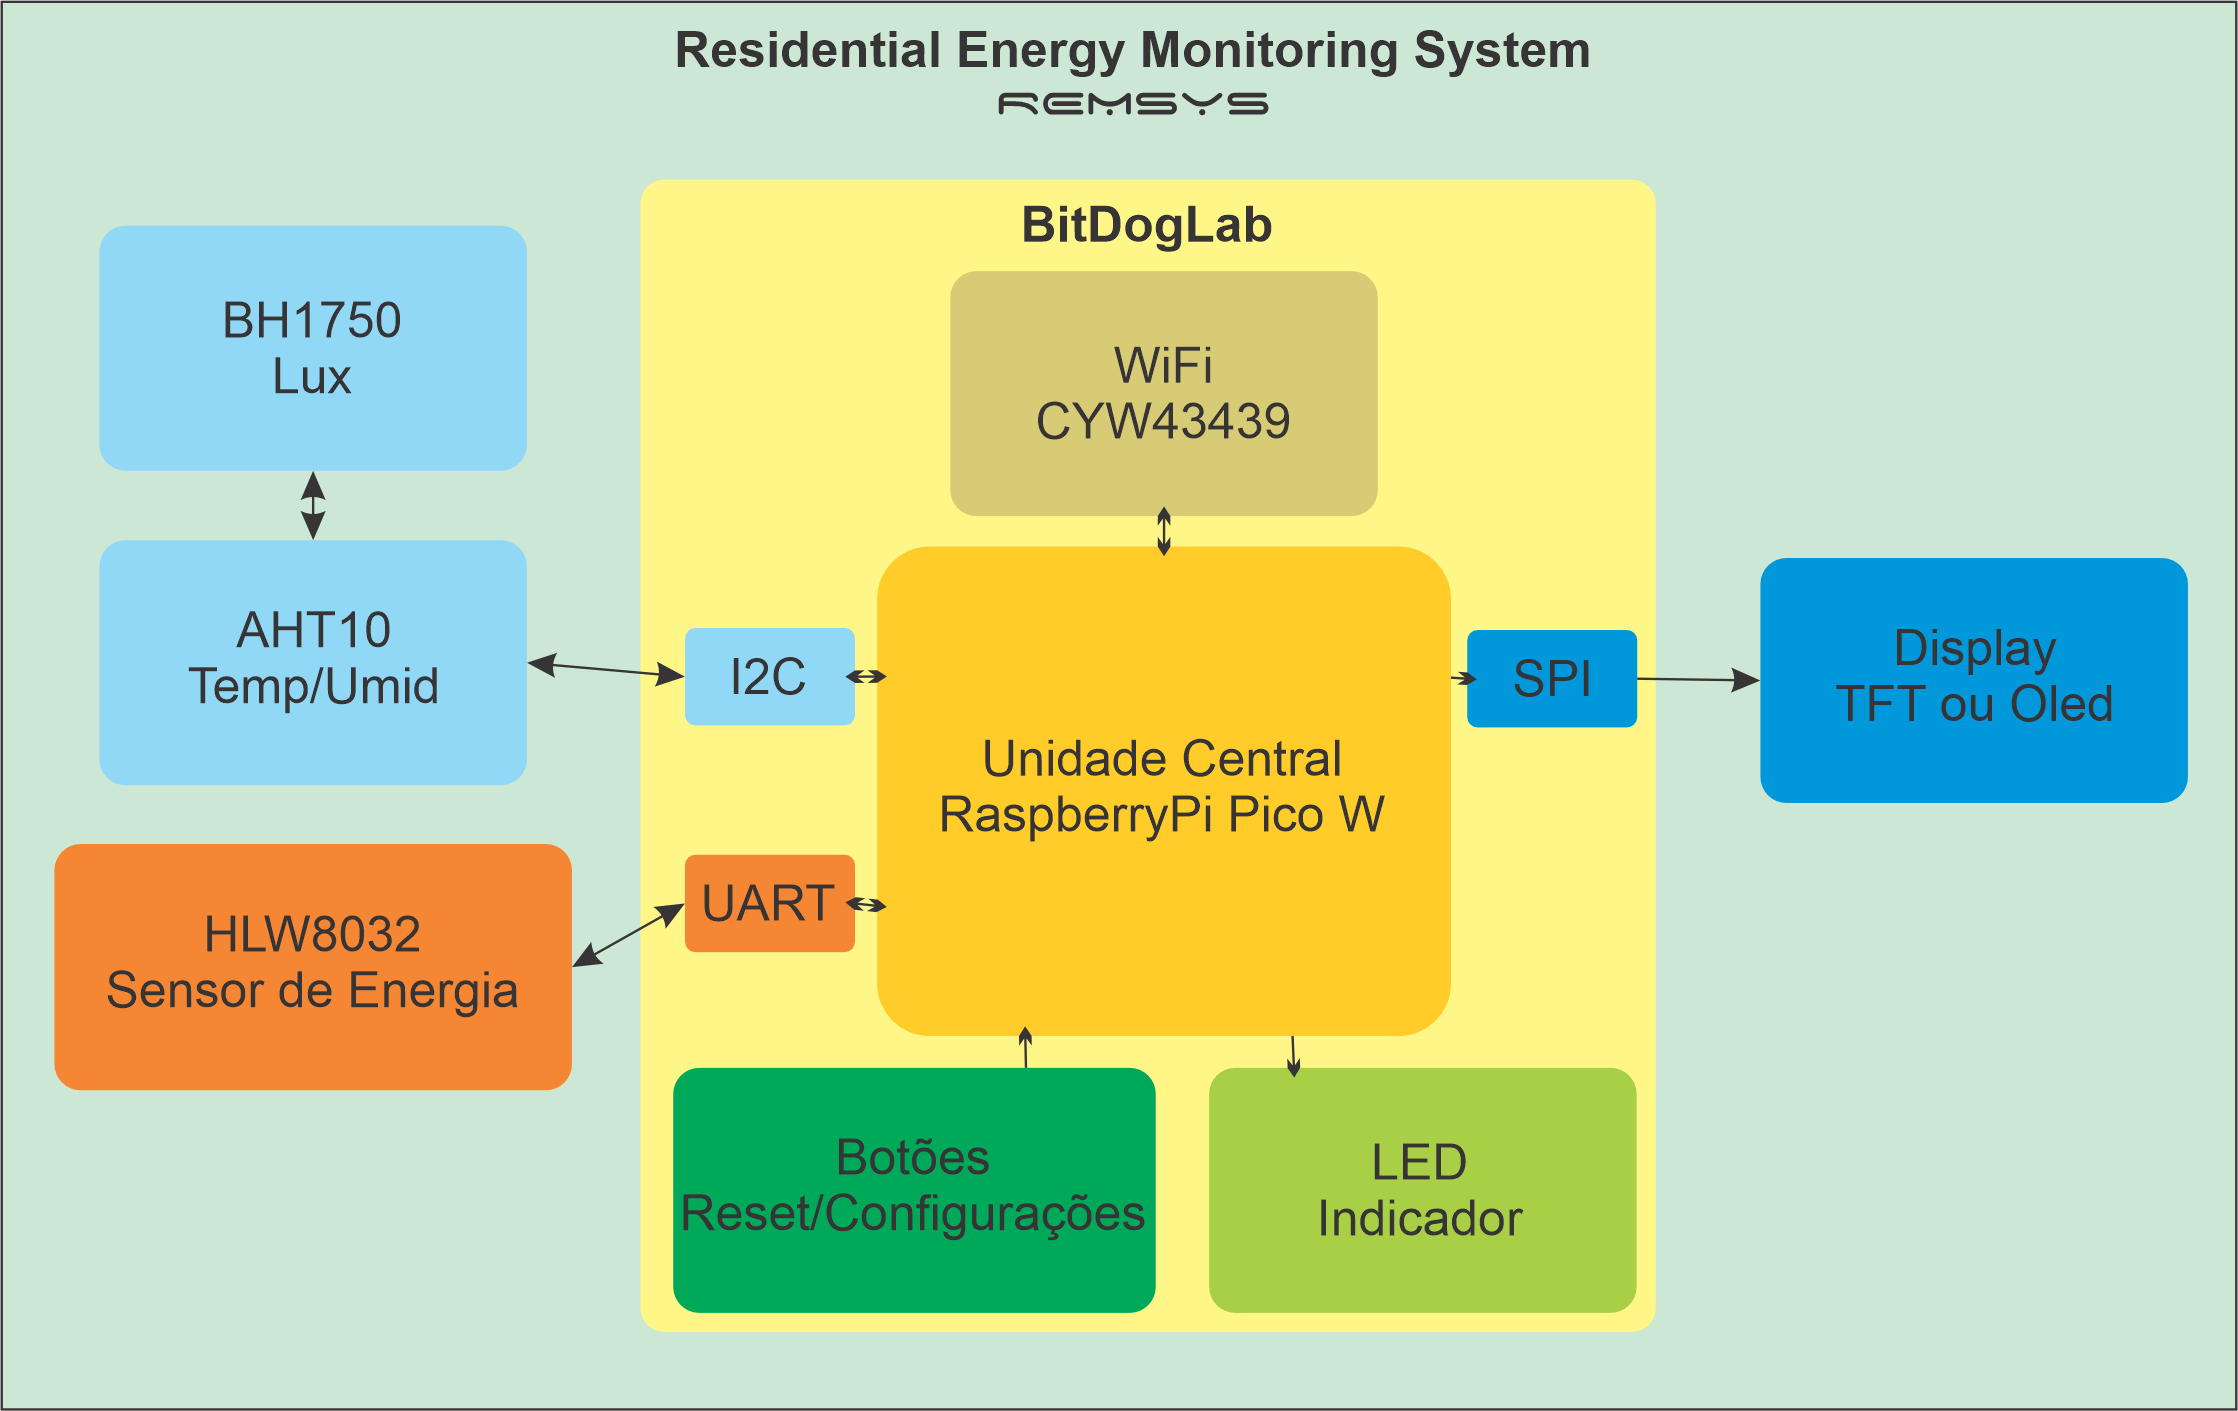 Residential Energy Monitoring System
REMSYS
BitDogLab
BH1750
Lux
WiFi
CYW43439
AHT10
Temp/Umid
I2C
SPI
Display
TFT ou Oled
Unidade Central
RaspberryPi Pico W
UART
HLW8032
Sensor de Energia
Botões
Reset/Configurações
LED
Indicador